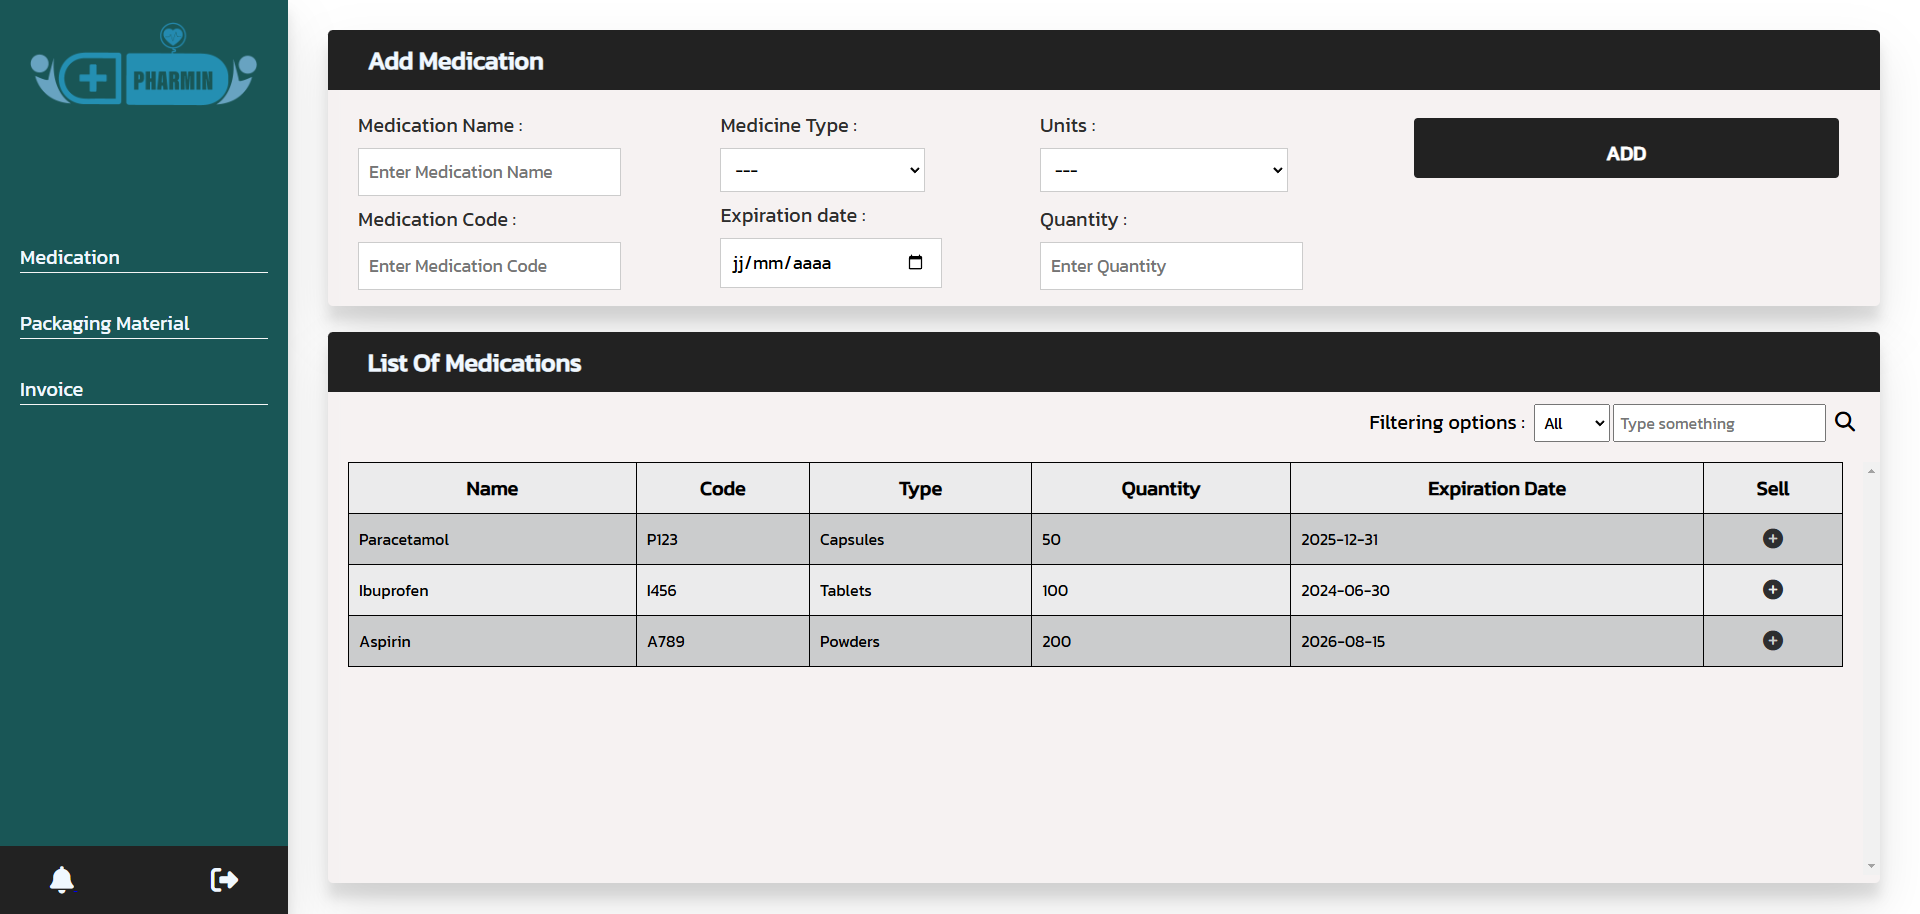 PHARMIN
Medication
Packaging Material
Invoice
Add Medication
Medication Name :
Enter Medication Name
Medication Code :
Enter Medication Code
Medicine Type :
---
Expiration date :
jj/mm/aaaa
Units :
---
Quantity :
Enter Quantity
ADD
List Of Medications
Filtering options : All Type something
Name Code Type Quantity Expiration Date Sell
Paracetamol P123 Capsules 50 2025-12-31
Ibuprofen I456 Tablets 100 2024-06-30
Aspirin A789 Powders 200 2026-08-15